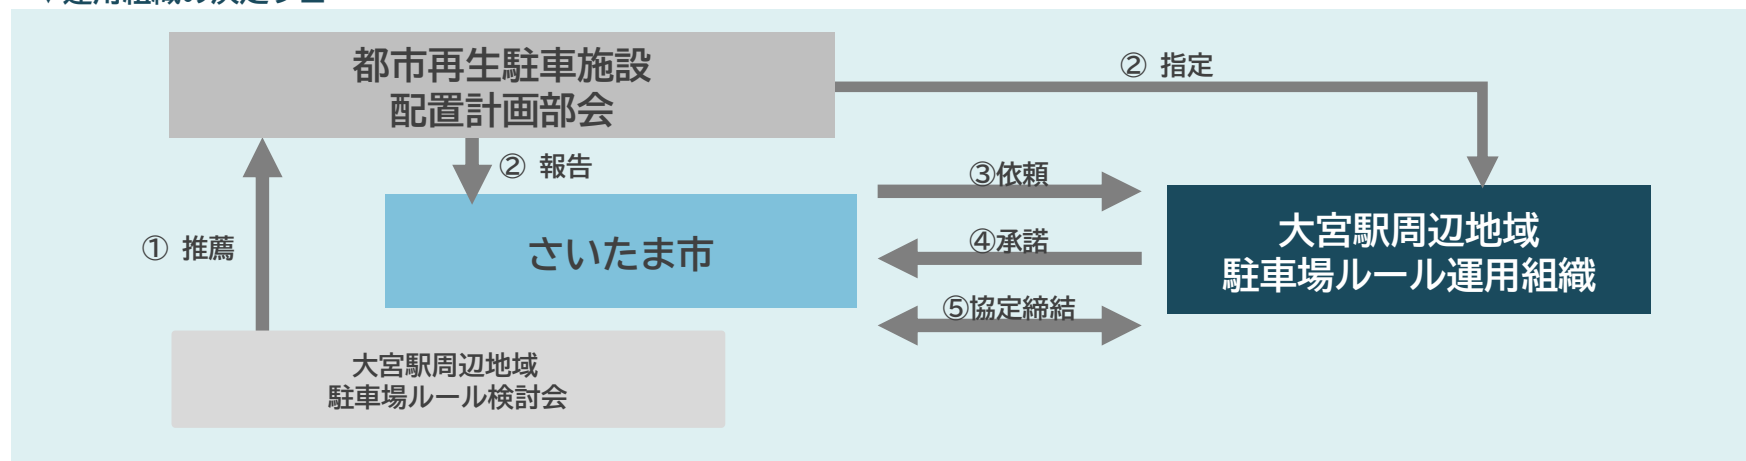 都市再生駐車施設
配置計画部会
② 指定
② 報告
③依頼
① 推薦
さいたま市
④承諾
大宮駅周辺地域
駐車場ルール運用組織
⑤協定締結
大宮駅周辺地域
駐車場ルール検討会